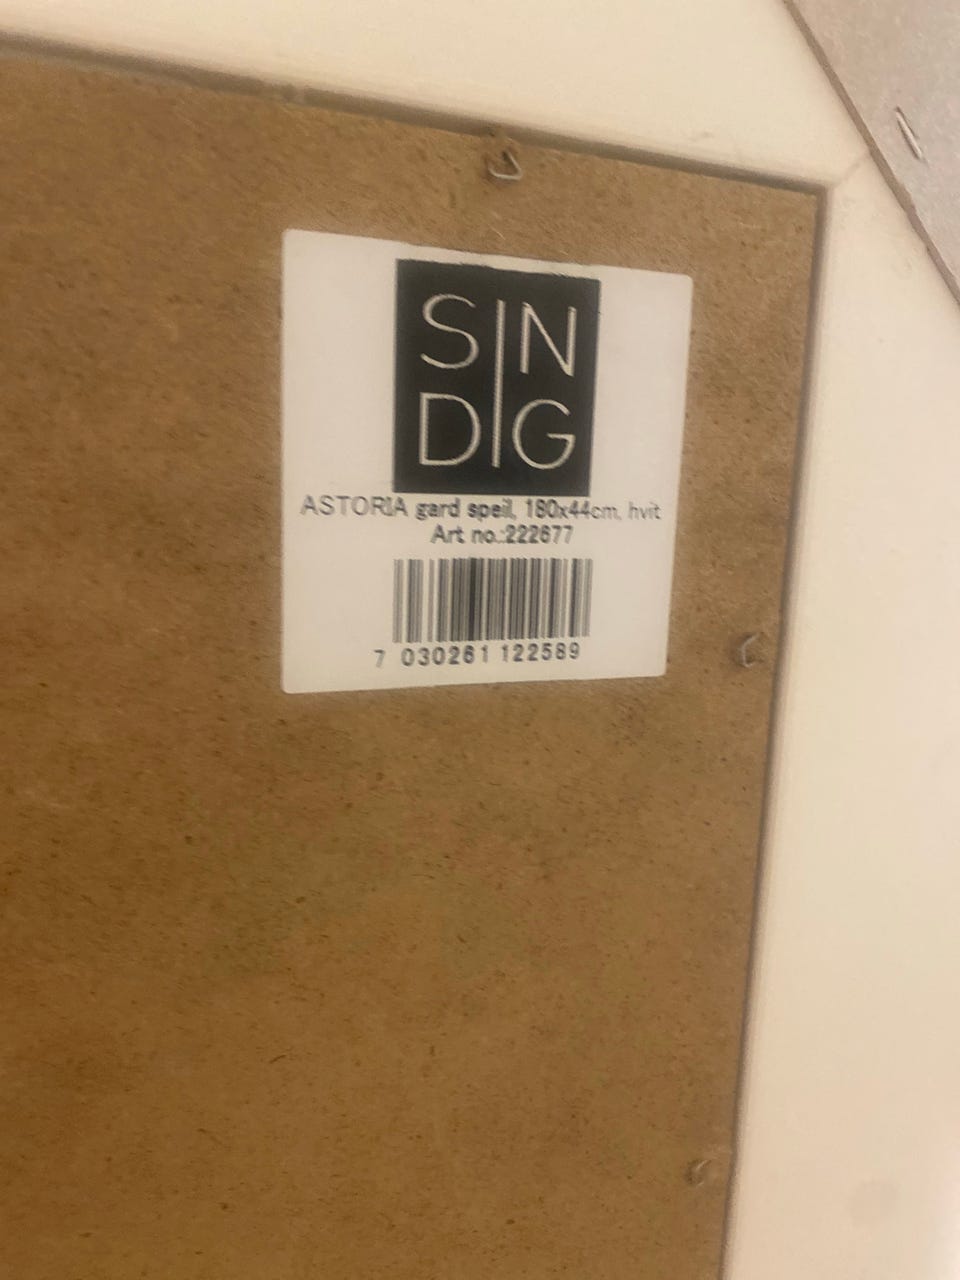 SIN
DIG
ASTORIA gard speil, 180x44cm, hvit
Art no.:222677
7 030261 122589